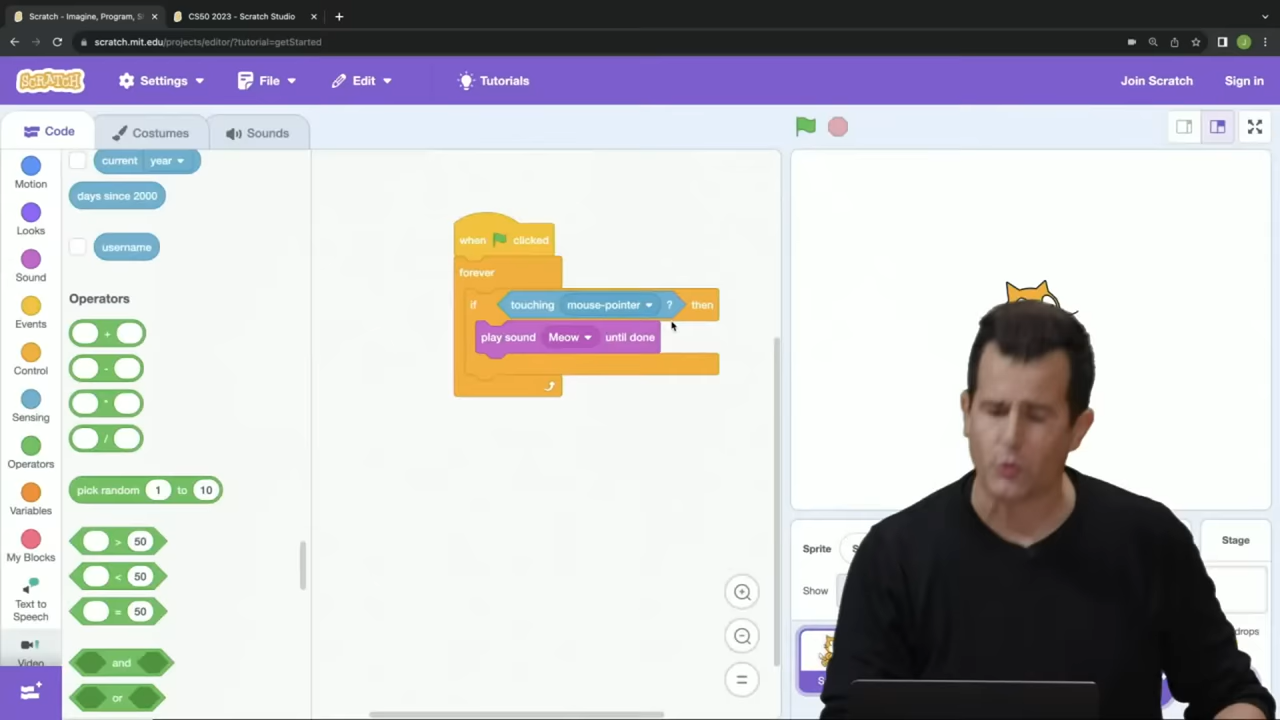 Scratch - Imagine, Program, S
CS50 2023 - Scratch Studio
scratch.mit.edu/projects/editor/?tutorial=getStarted
J
SCRATCH
Settings
File
Edit
Tutorials
Join Scratch
Sign in
Code
Costumes
Sounds
Motion
Looks
Sound
Events
Control
Sensing
Operators
Variables
My Blocks
Text to
Speech
Video
current year
days since 2000
username
Operators
+
-
*
/
pick random 1 to 10
> 50
< 50
= 50
and
or
when clicked
forever
if touching mouse-pointer ? then
play sound Meow until done
Sprite
Stage
Show